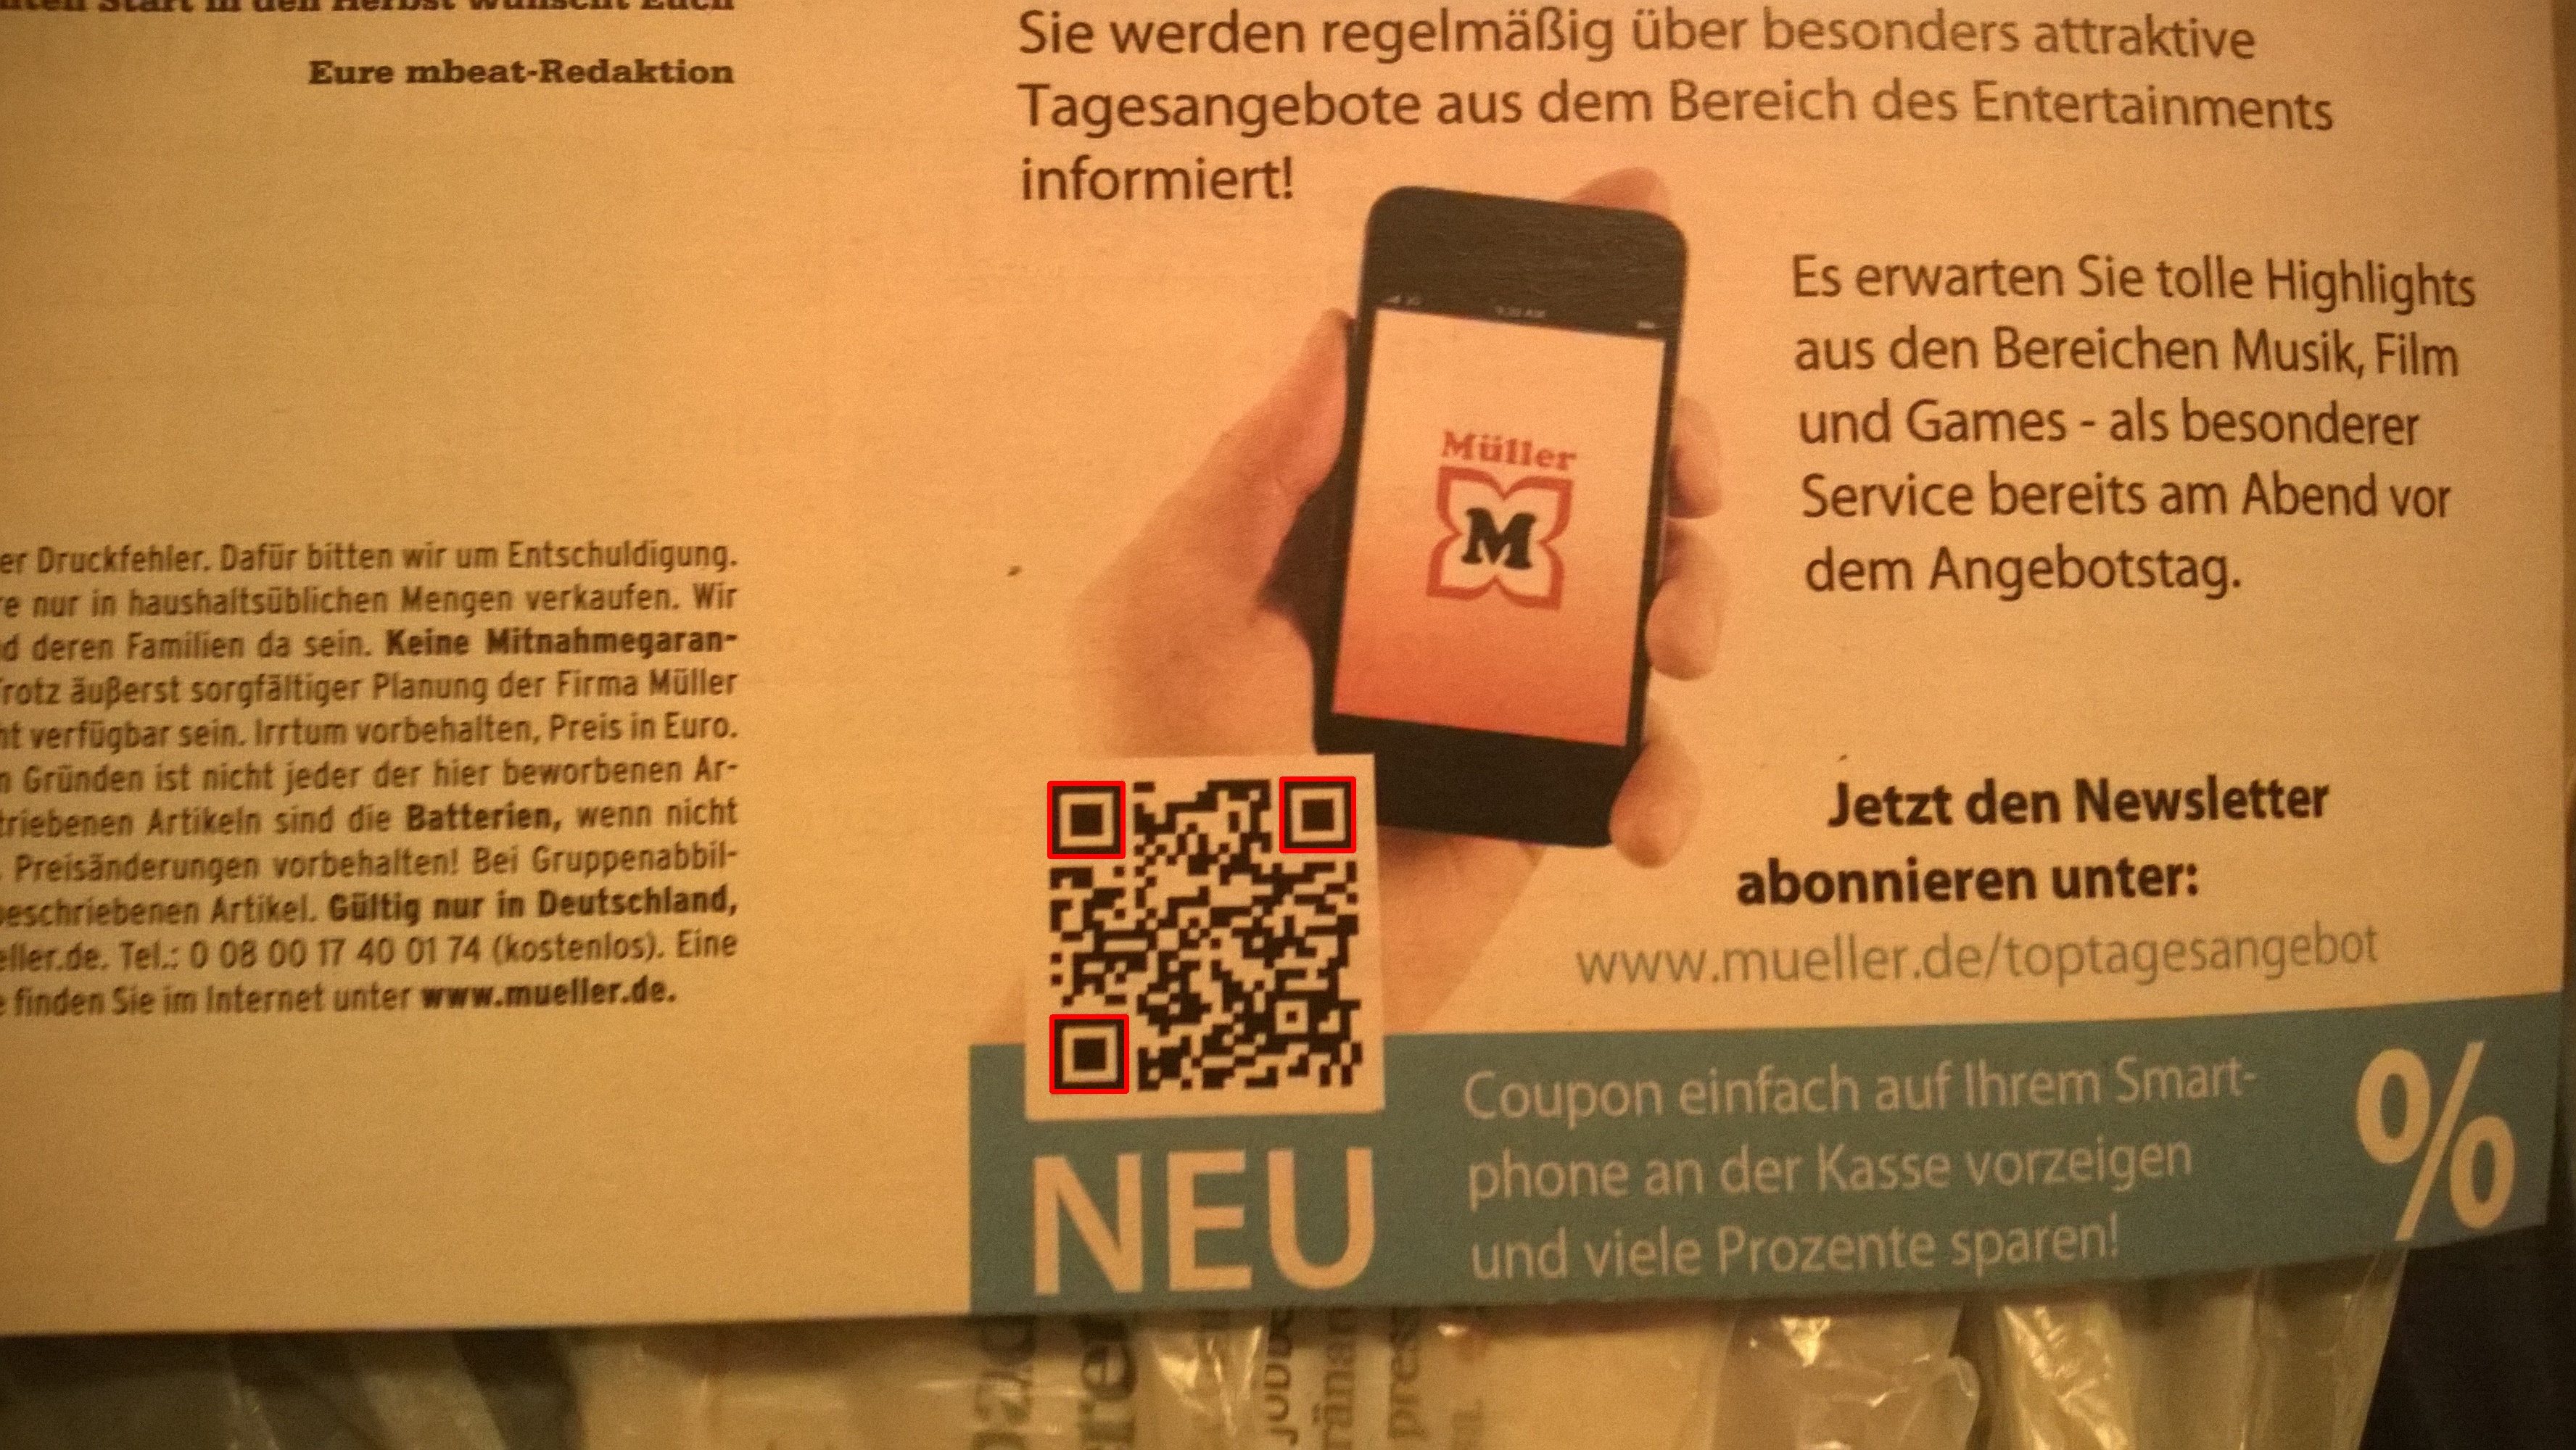 Start in den Herbst wünscht Euch
Eure mbeat-Redaktion
er Druckfehler. Dafür bitten wir um Entschuldigung.
e nur in haushaltsüblichen Mengen verkaufen. Wir
d deren Familien da sein. Keine Mitnahmegaran-
rotz äußerst sorgfältiger Planung der Firma Müller
ht verfügbar sein. Irrtum vorbehalten, Preis in Euro.
n Gründen ist nicht jeder der hier beworbenen Ar-
triebenen Artikeln sind die Batterien, wenn nicht
Preisänderungen vorbehalten! Bei Gruppenabbil-
eschriebenen Artikel. Gültig nur in Deutschland,
eller.de. Tel.: 0 08 00 17 40 01 74 (kostenlos). Eine
e finden Sie im Internet unter www.mueller.de.
Sie werden regelmäßig über besonders attraktive
Tagesangebote aus dem Bereich des Entertainments
informiert!
Müller
M
Es erwarten Sie tolle Highlights
aus den Bereichen Musik, Film
und Games - als besonderer
Service bereits am Abend vor
dem Angebotstag.
Jetzt den Newsletter
abonnieren unter:
www.mueller.de/toptagesangebot
NEU
Coupon einfach auf Ihrem Smart-
phone an der Kasse vorzeigen
und viele Prozente sparen!
%